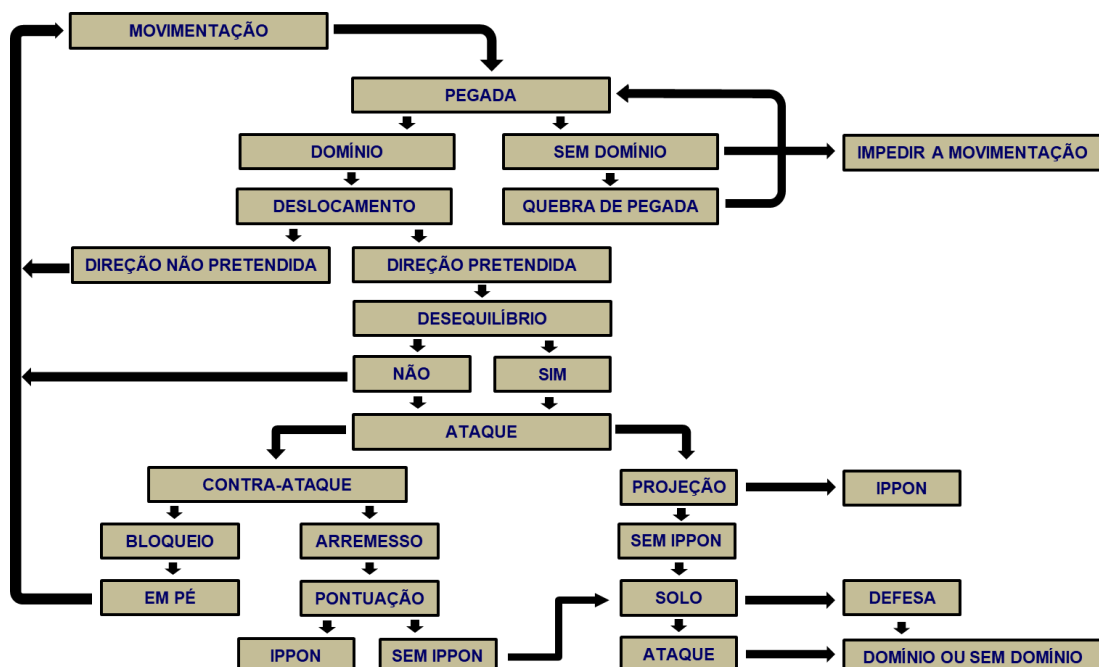 MOVIMENTAÇÃO
PEGADA
DOMÍNIO
SEM DOMÍNIO
IMPEDIR A MOVIMENTAÇÃO
DESLOCAMENTO
QUEBRA DE PEGADA
DIREÇÃO NÃO PRETENDIDA
DIREÇÃO PRETENDIDA
DESEQUILÍBRIO
NÃO
SIM
ATAQUE
CONTRA-ATAQUE
PROJEÇÃO
IPPON
BLOQUEIO
ARREMESSO
SEM IPPON
EM PÉ
PONTUAÇÃO
SOLO
DEFESA
IPPON
SEM IPPON
ATAQUE
DOMÍNIO OU SEM DOMÍNIO